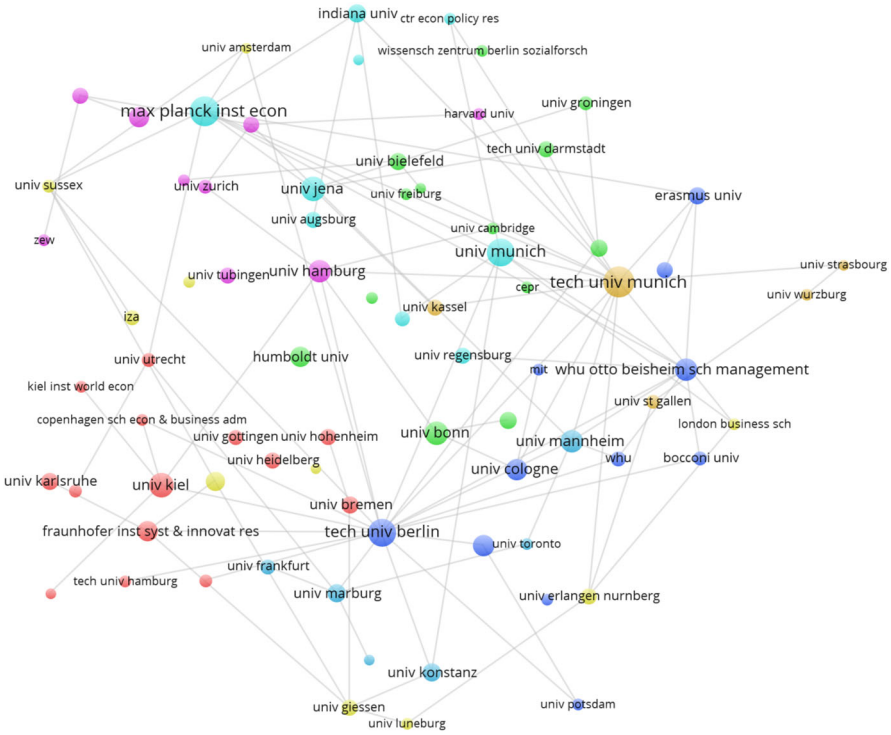 indiana univ
ctr econ policy res
univ amsterdam
wissensch zentrum berlin sozialforsch
max planck inst econ
univ groningen
harvard univ
tech univ darmstadt
univ bielefeld
univ sussex
univ zurich
univ jena
univ freiburg
erasmus univ
univ augsburg
univ cambridge
zew
univ munich
univ tubingen
univ hamburg
univ strasbourg
tech univ munich
cepr
univ wurzburg
univ kassel
iza
univ utrecht
humboldt univ
univ regensburg
mit
whu otto beisheim sch management
kiel inst world econ
univ st gallen
copenhagen sch econ & business adm
london business sch
univ gottingen
univ hohenheim
univ bonn
univ mannheim
univ heidelberg
univ cologne
whu
bocconi univ
univ karlsruhe
univ kiel
univ bremen
fraunhofer inst syst & innovat res
tech univ berlin
univ toronto
univ frankfurt
tech univ hamburg
univ marburg
univ erlangen nurnberg
univ konstanz
univ giessen
univ potsdam
univ luneburg